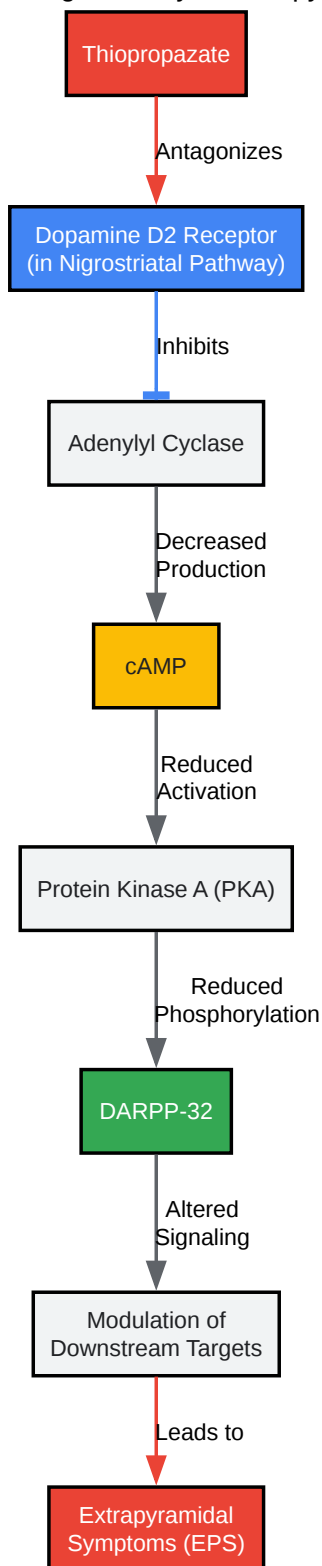 Thiopropazate
Antagonizes
Dopamine D2 Receptor
(in Nigrostriatal Pathway)
Inhibits
Adenylyl Cyclase
Decreased
Production
cAMP
Reduced
Activation
Protein Kinase A (PKA)
Reduced
Phosphorylation
DARPP-32
Altered
Signaling
Modulation of
Downstream Targets
Leads to
Extrapyramidal
Symptoms (EPS)